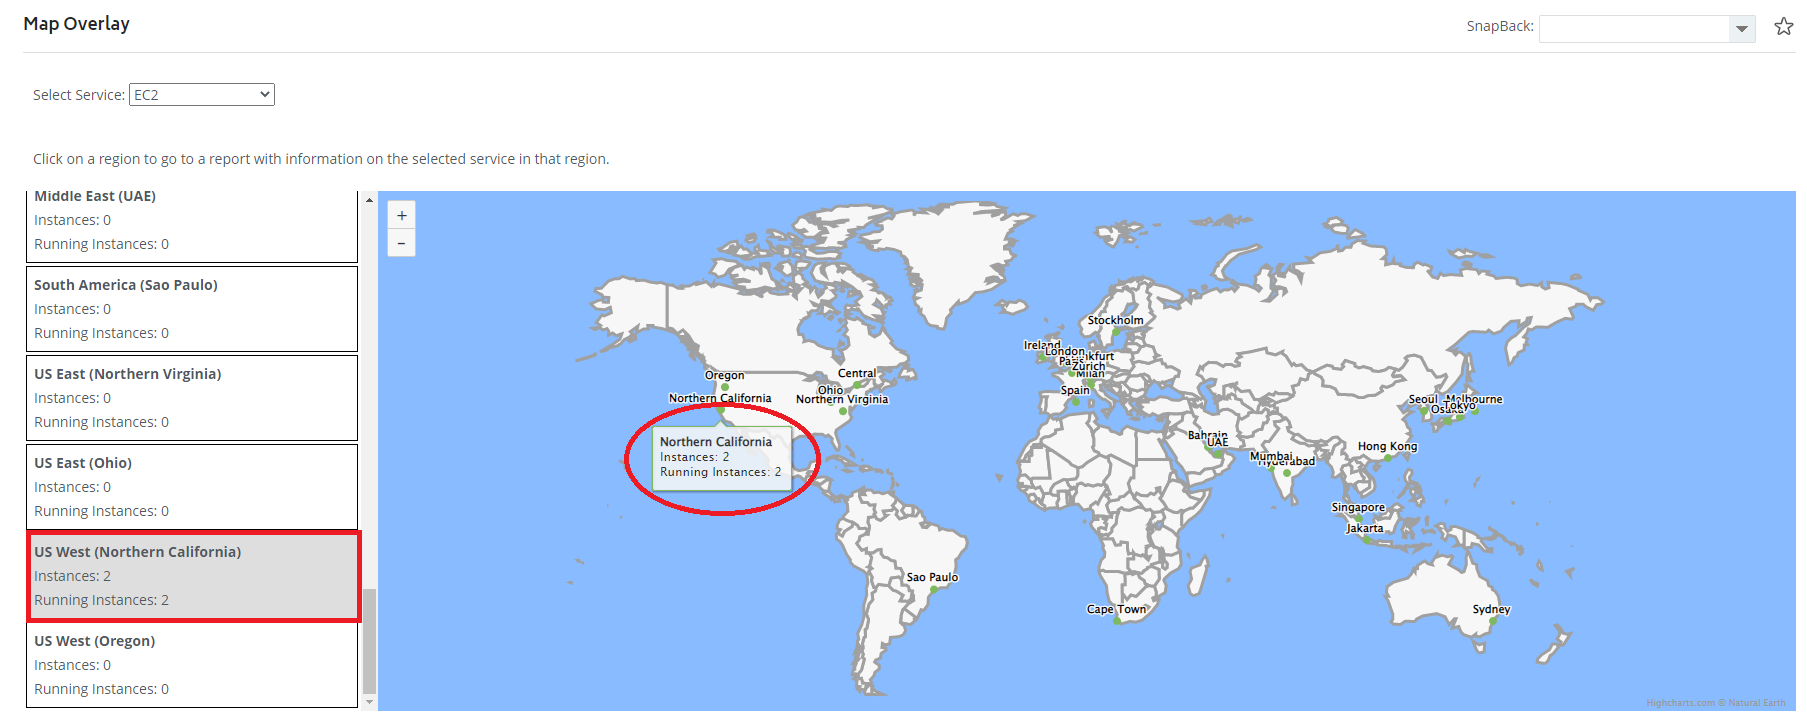 Map Overlay
SnapBack:
Select Service: EC2
Click on a region to go to a report with information on the selected service in that region.
Middle East (UAE)
Instances: 0
Running Instances: 0
South America (Sao Paulo)
Instances: 0
Running Instances: 0
US East (Northern Virginia)
Instances: 0
Running Instances: 0
US East (Ohio)
Instances: 0
Running Instances: 0
US West (Northern California)
Instances: 2
Running Instances: 2
US West (Oregon)
Instances: 0
Running Instances: 0
+
-
Stockholm
Ireland
London
Zurich
Milan
Spain
Oregon
Central
Ohio
Northern California
Northern Virginia
Northern California
Instances: 2
Running Instances: 2
Seoul
Melbourne
Tokyo
Bahrain
UAE
Hong Kong
Mumbai
Singapore
Jakarta
Sao Paulo
Cape Town
Sydney
Highcharts.com © Natural Earth